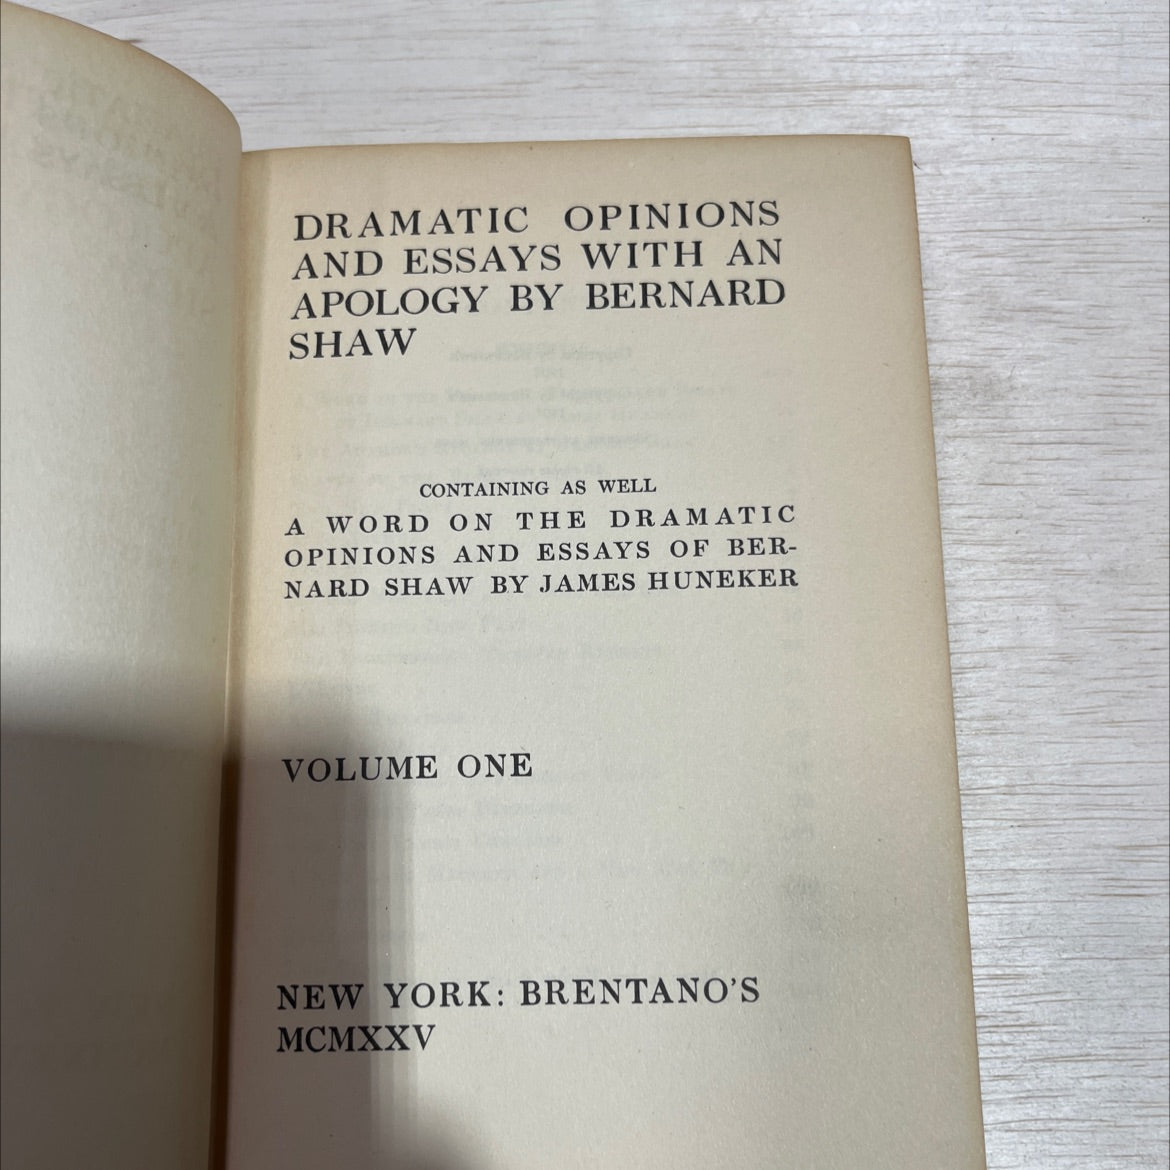 DRAMATIC OPINIONS
AND ESSAYS WITH AN
APOLOGY BY BERNARD
SHAW
CONTAINING AS WELL
A WORD ON THE DRAMATIC
OPINIONS AND ESSAYS OF BER-
NARD SHAW BY JAMES HUNEKER
VOLUME ONE
NEW YORK: BRENTANO'S
MCMXXV